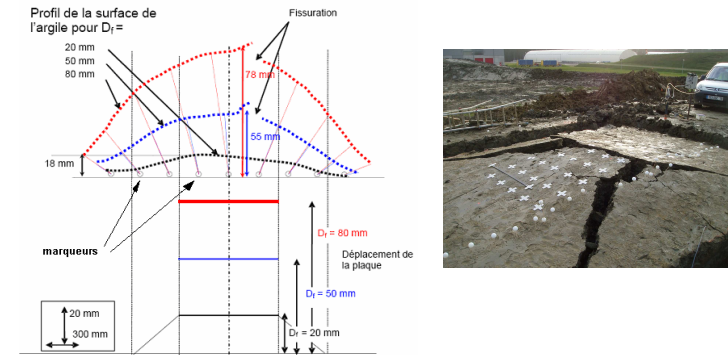 Profil de la surface de
l'argile pour Df =
20 mm
50 mm
80 mm
Fissuration
78 mm
55 mm
18 mm
marqueurs
Df = 80 mm
Déplacement de
la plaque
Df = 50 mm
20 mm
300 mm
Df = 20 mm